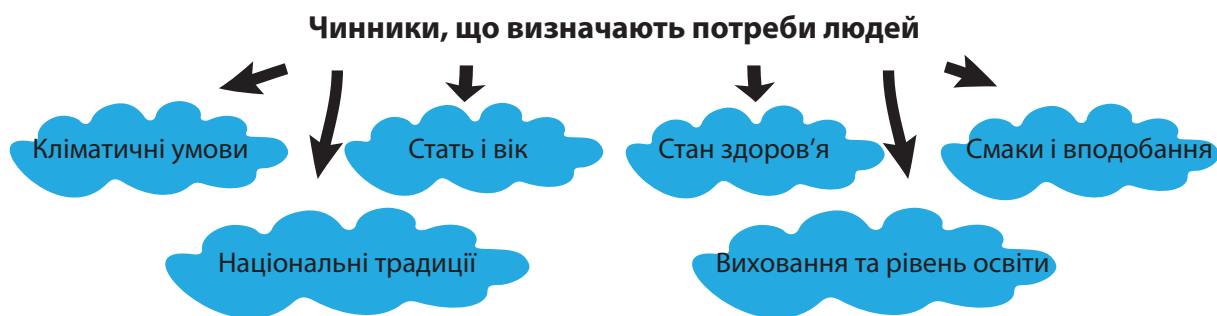 Чинники, що визначають потреби людей
Кліматичні умови
Стать і вік
Стан здоров’я
Смаки і вподобання
Національні традиції
Виховання та рівень освіти